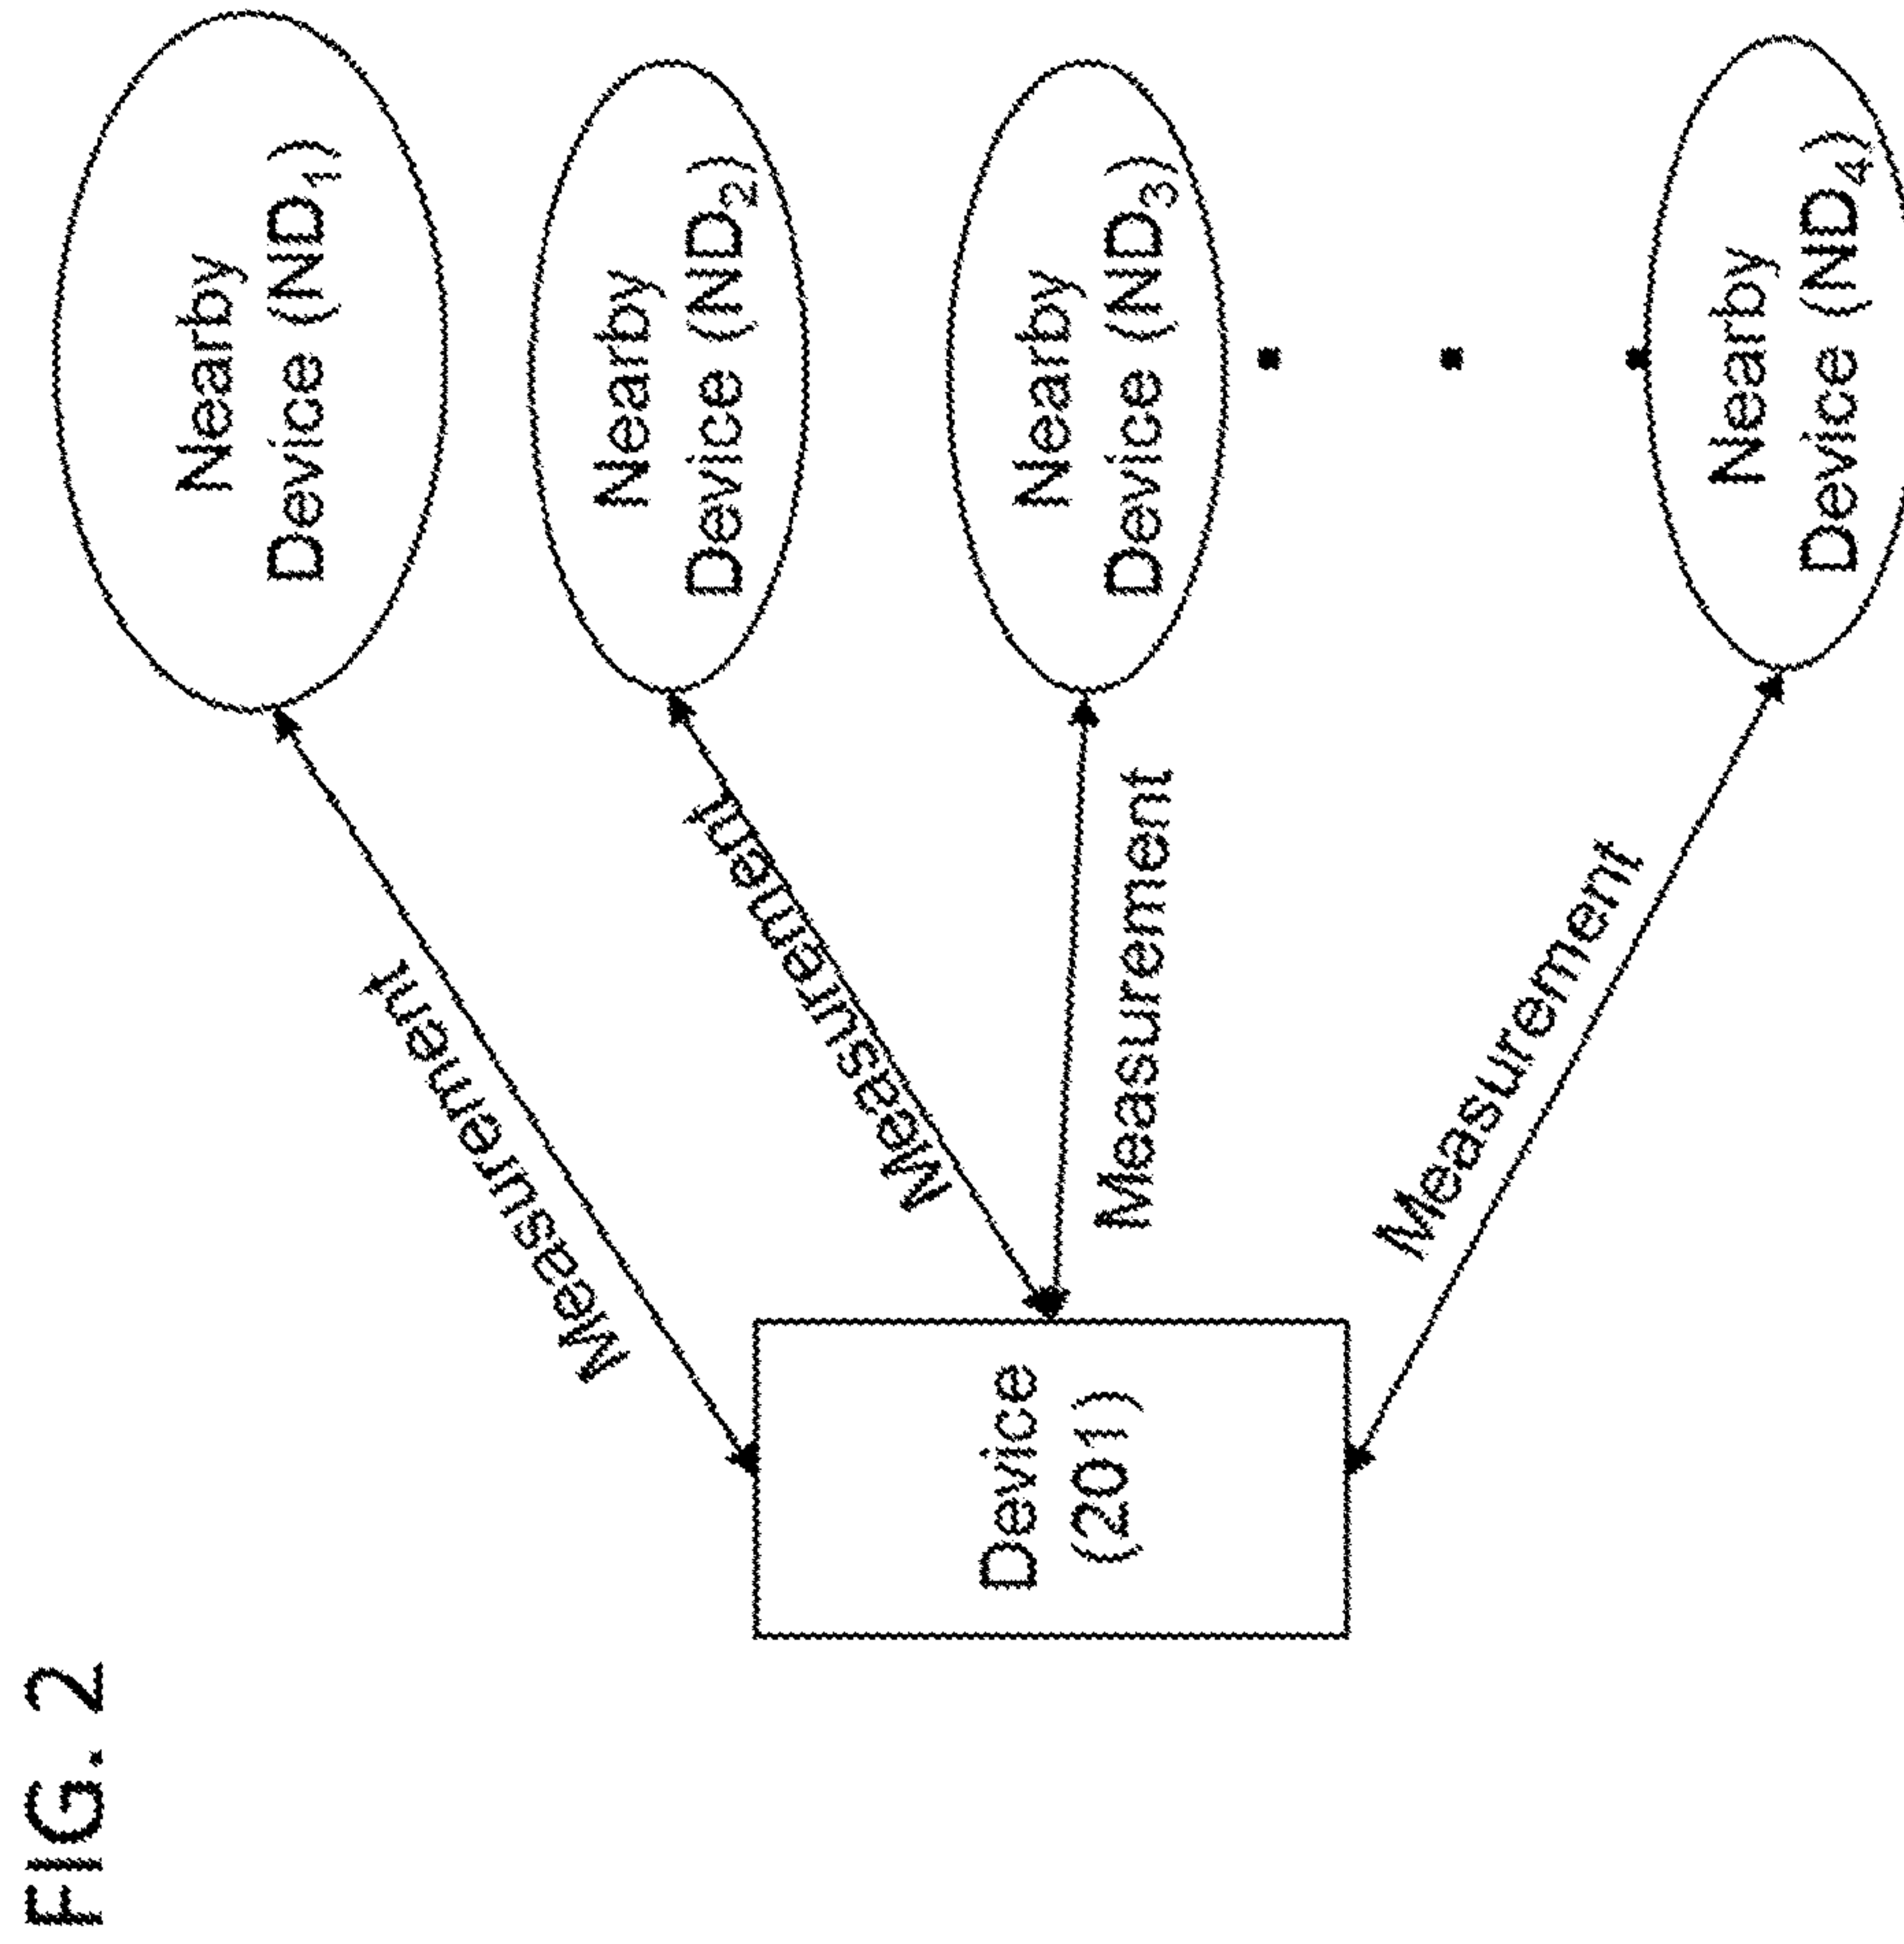 FIG. 2
Nearby
Device (ND₁)
Measurement
Nearby
Device (ND₂)
Measurement
Nearby
Device (ND₃)
Measurement
Device
(201)
Nearby
Device (ND₄)
Measurement